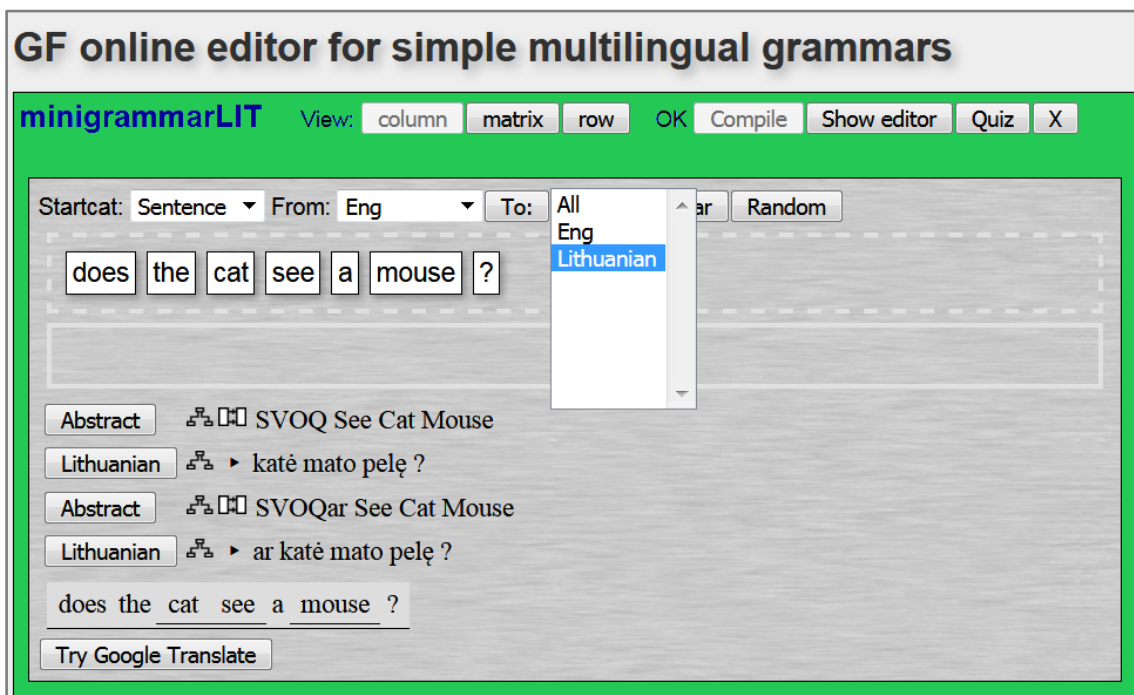 GF online editor for simple multilingual grammars
minigrammarLIT View: column matrix row OK Compile Show editor Quiz X
Startcat: Sentence From: Eng To: All ar Random
Eng
Lithuanian
does the cat see a mouse ?
Abstract SVOQ See Cat Mouse
Lithuanian katė mato pelę ?
Abstract SVOQar See Cat Mouse
Lithuanian ar katė mato pelę ?
does the cat see a mouse ?
Try Google Translate